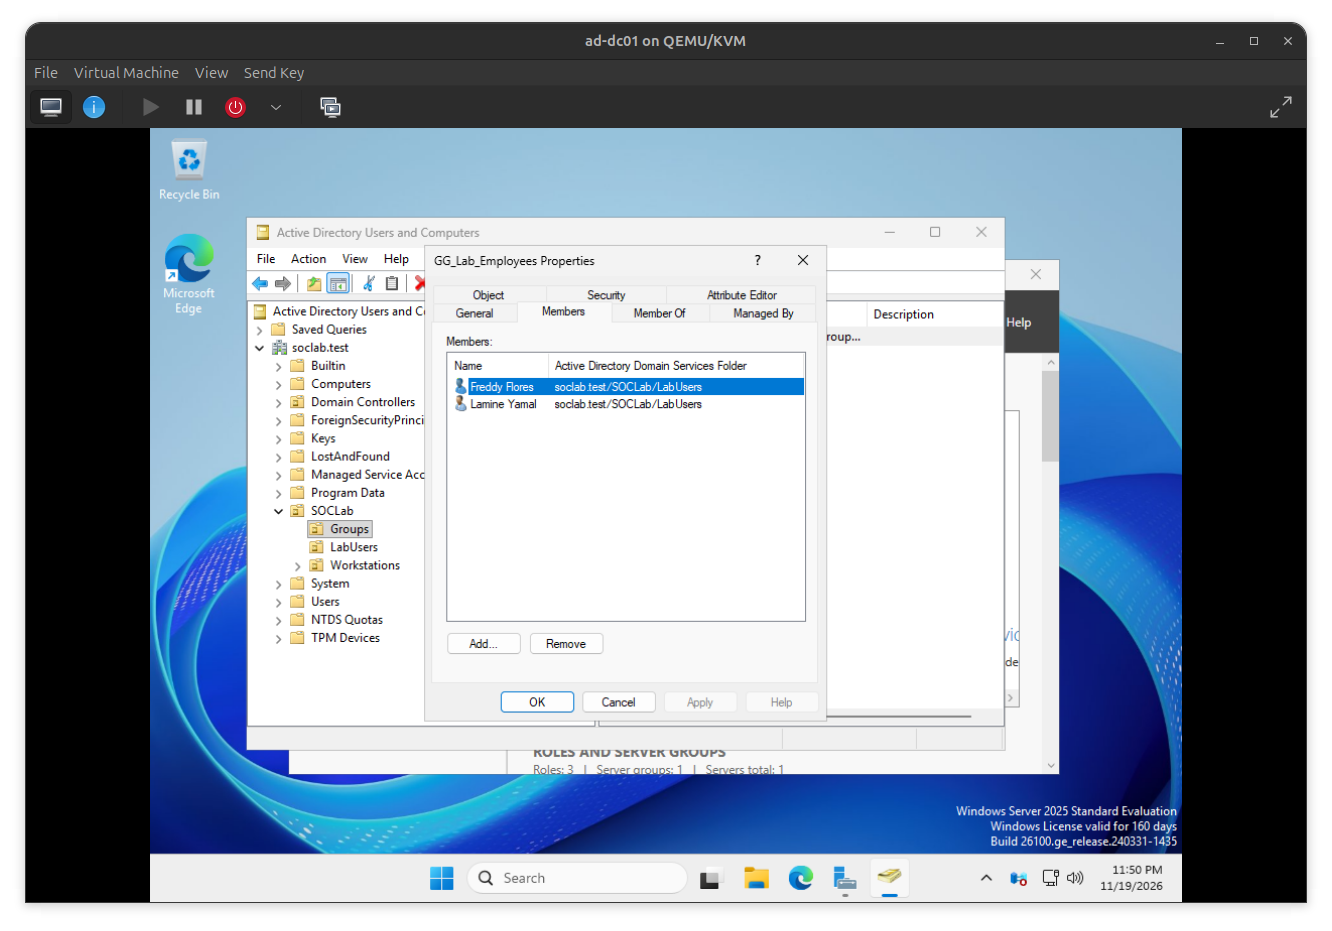 ad-dc01 on QEMU/KVM
File Virtual Machine View Send Key
Recycle Bin
Microsoft
Edge
Active Directory Users and Computers
File Action View Help
Active Directory Users and C
Saved Queries
soclab.test
Builtin
Computers
Domain Controllers
ForeignSecurityPrinci
Keys
LostAndFound
Managed Service Acc
Program Data
SOCLab
Groups
LabUsers
Workstations
System
Users
NTDS Quotas
TPM Devices
GG_Lab_Employees Properties
?
Object Security Attribute Editor
General Members Member Of Managed By
Members:
Name Active Directory Domain Services Folder
Freddy Flores soclab.test/SOCLab/LabUsers
Lamine Yamal soclab.test/SOCLab/LabUsers
Add... Remove
OK Cancel Apply Help
Description
roup...
Help
vic
de
ROLES AND SERVER GROUPS
Roles: 3 | Server groups: 1 | Servers total: 1
Windows Server 2025 Standard Evaluation
Windows License valid for 160 days
Build 26100.ge_release.240331-1435
Search
11:50 PM
11/19/2026